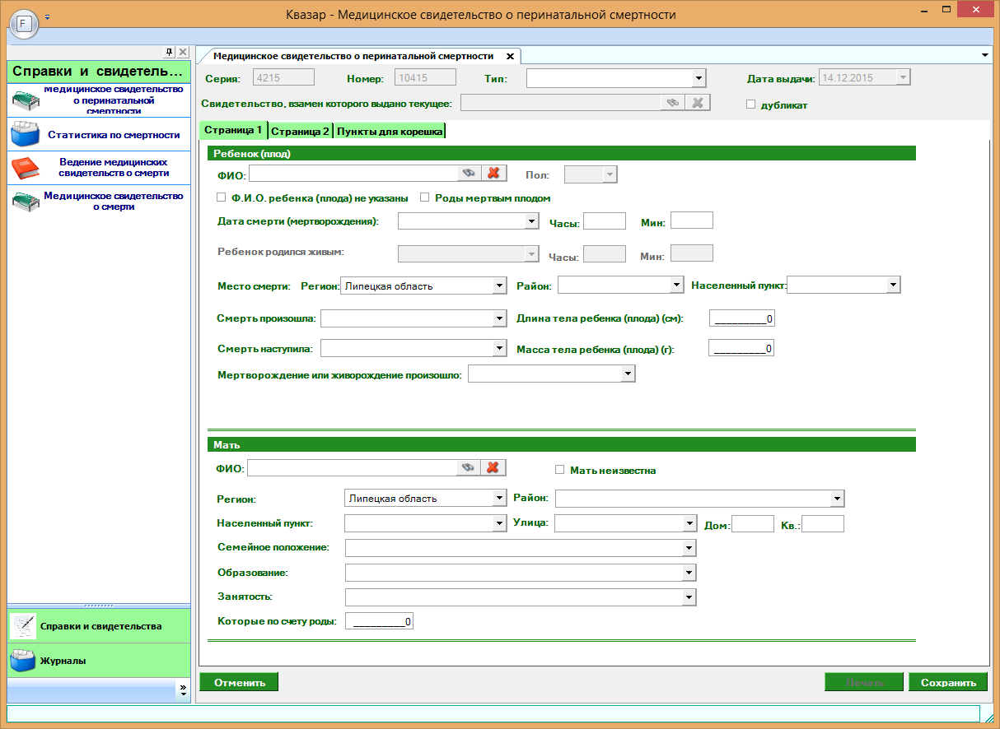 Квазар - Медицинское свидетельство о перинатальной смертности
F
Справки и свидетель...
Медицинское свидетельство
о перинатальной
смертности
Статистика по смертности
Ведение медицинских
свидетельств о смерти
Медицинское свидетельство
о смерти
Справки и свидетельства
Журналы
Медицинское свидетельство о перинатальной смертности
Серия: 4215 Номер: 10415 Тип: Дата выдачи: 14.12.2015
Свидетельство, взамен которого выдано текущее: дубликат
Страница 1 Страница 2 Пункты для корешка
Ребенок (плод)
ФИО: Пол:
Ф.И.О. ребенка (плода) не указаны Роды мертвым плодом
Дата смерти (мертворождения): Часы: Мин:
Ребенок родился живым: Часы: Мин:
Место смерти: Регион: Липецкая область Район: Населенный пункт:
Смерть произошла: Длина тела ребенка (плода) (см): _________0
Смерть наступила: Масса тела ребенка (плода) (г): _________0
Мертворождение или живорождение произошло:
Мать
ФИО: Мать неизвестна
Регион: Липецкая область Район:
Населенный пункт: Улица: Дом: Кв.:
Семейное положение:
Образование:
Занятость:
Которые по счету роды: _________0
Отменить Печать Сохранить